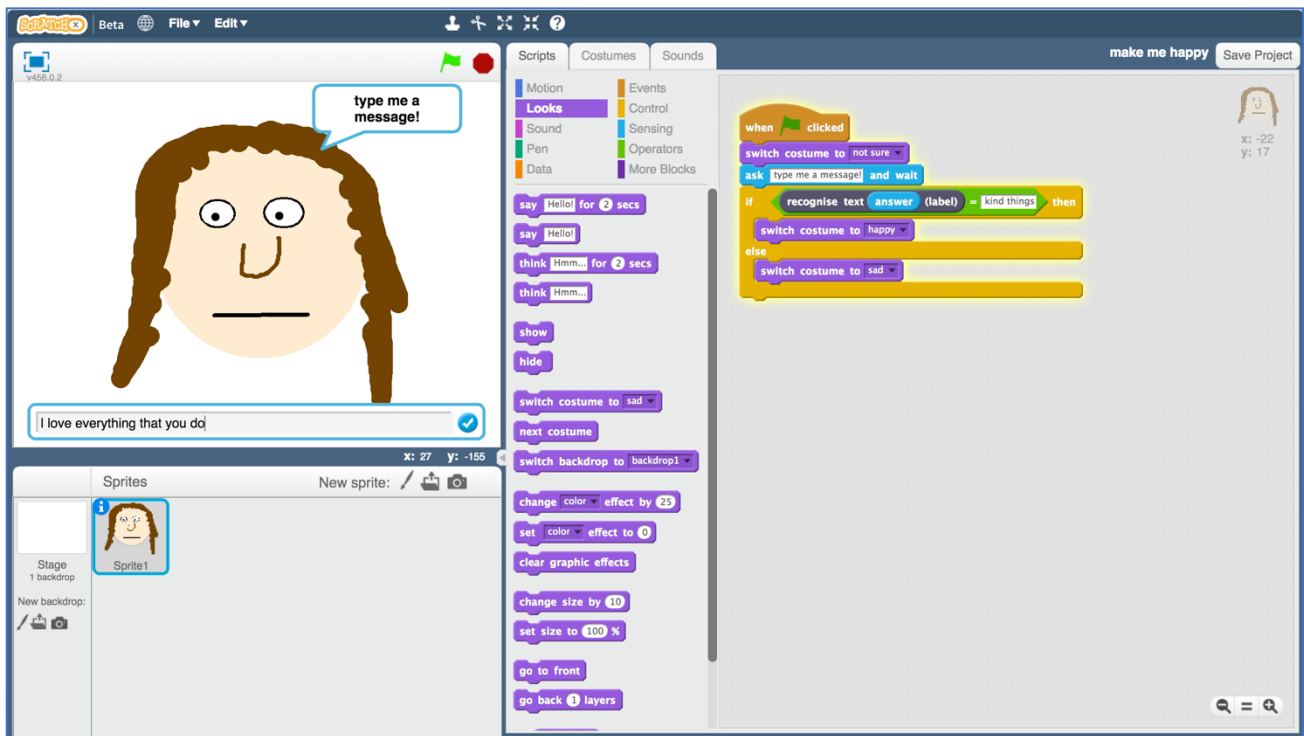 SCRATCH X
Beta
File
Edit
v456.0.2
type me a
message!
I love everything that you do
x: 27 y: -155
Sprites
New sprite:
Stage
1 backdrop
New backdrop:
Sprite1
Scripts
Costumes
Sounds
make me happy
Save Project
Motion
Looks
Sound
Pen
Data
Events
Control
Sensing
Operators
More Blocks
say Hello! for 2 secs
say Hello!
think Hmm... for 2 secs
think Hmm...
show
hide
switch costume to sad
next costume
switch backdrop to backdrop1
change color effect by 25
set color effect to 0
clear graphic effects
change size by 10
set size to 100 %
go to front
go back 1 layers
when clicked
switch costume to not sure
ask type me a message! and wait
if recognise text answer (label) = kind things then
switch costume to happy
else
switch costume to sad
x: -22
y: 17